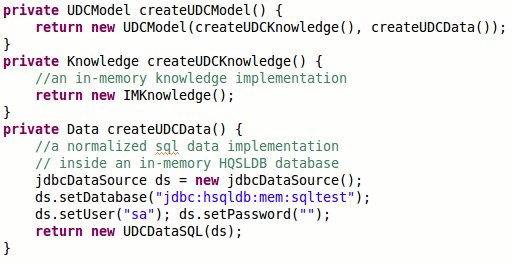 private UDCModel createUDCModel() {
    return new UDCModel(createUDCKnowledge(), createUDCData());
}
private Knowledge createUDCKnowledge() {
    //an in-memory knowledge implementation
    return new IMKnowledge();
}
private Data createUDCData() {
    //a normalized sql data implementation
    // inside an in-memory HQSLDB database
    jdbcDataSource ds = new jdbcDataSource();
    ds.setDatabase("jdbc:hsqldb:mem:sqltest");
    ds.setUser("sa"); ds.setPassword("");
    return new UDCDataSQL(ds);
}